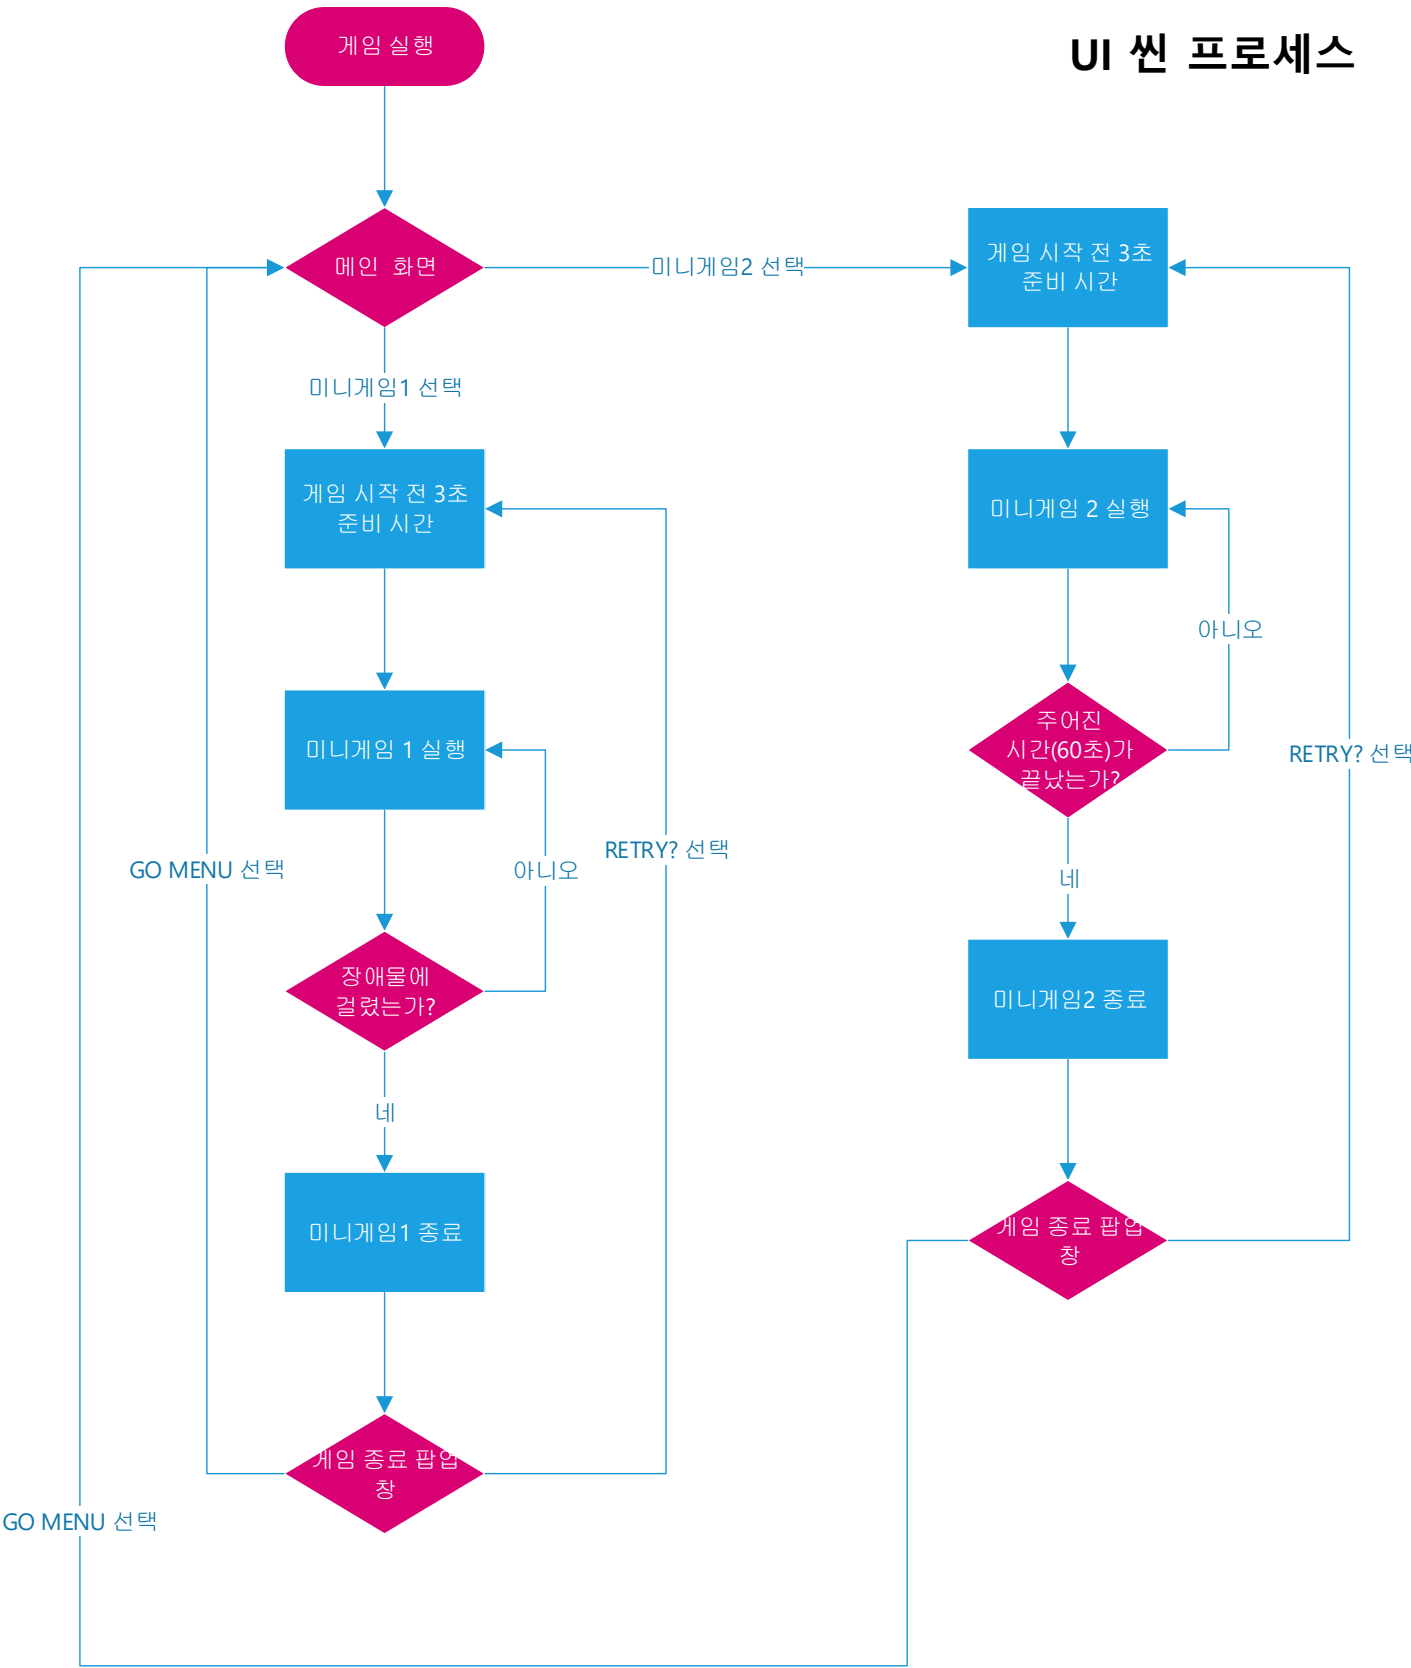 UI 씬 프로세스
게임 실행
메인 화면
미니게임2 선택
게임 시작 전 3초
준비 시간
미니게임1 선택
게임 시작 전 3초
준비 시간
미니게임 2 실행
아니오
주어진
시간(60초)가
끝났는가?
RETRY? 선택
미니게임 1 실행
GO MENU 선택
아니오
RETRY? 선택
네
장애물에
걸렸는가?
미니게임2 종료
네
미니게임1 종료
게임 종료 팝업
창
게임 종료 팝업
창
GO MENU 선택